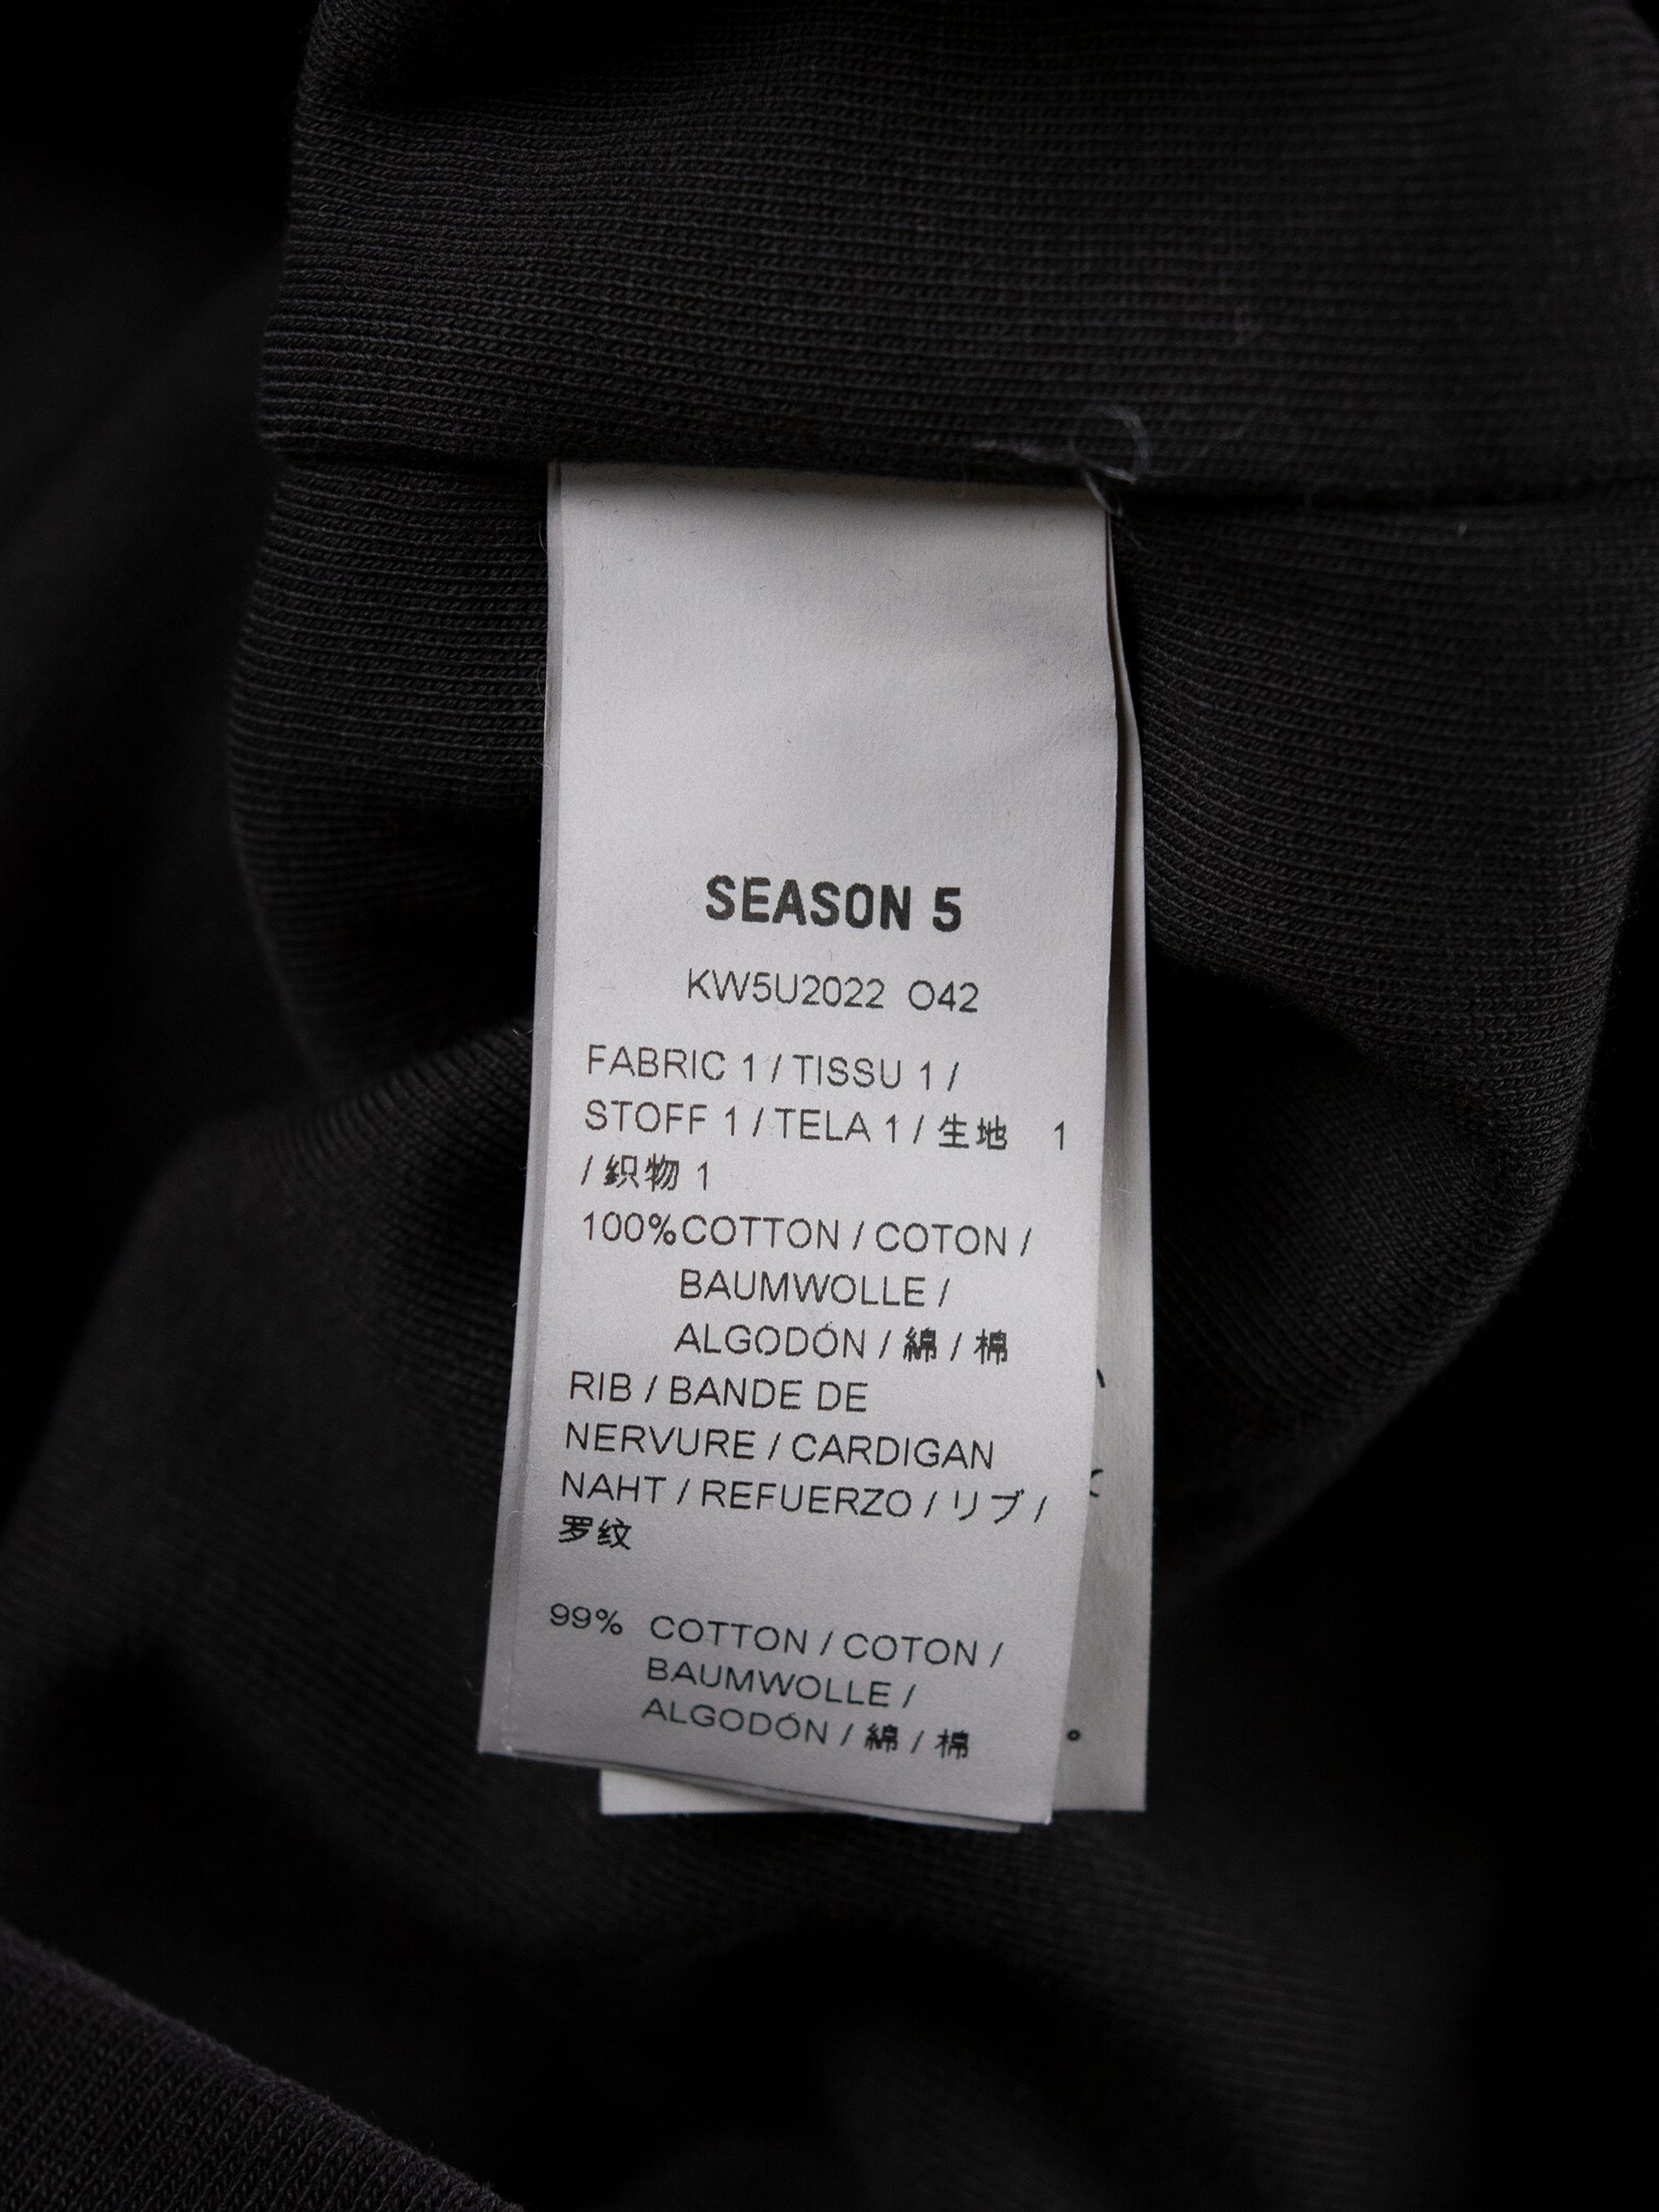 SEASON 5
KW5U2022 O42
FABRIC 1 / TISSU 1 /
STOFF 1 / TELA 1 / 生地 1
/ 织物 1
100%COTTON / COTON /
BAUMWOLLE /
ALGODÓN / 綿 / 棉
RIB / BANDE DE
NERVURE / CARDIGAN
NAHT / REFUERZO / リブ /
罗纹
99% COTTON / COTON /
BAUMWOLLE /
ALGODÓN / 綿 / 棉